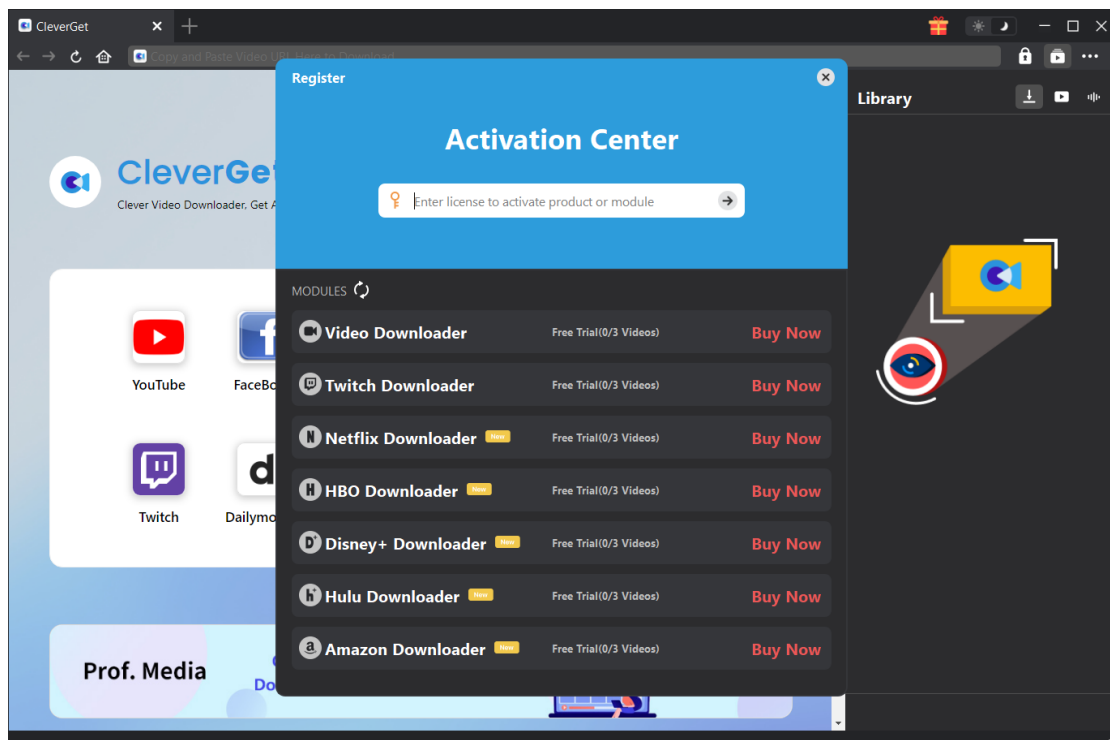 CleverGet
Copy and Paste Video URL Here to Download
Register
Library
Activation Center
CleverGet
Clever Video Downloader. Get A
Enter license to activate product or module
MODULES
Video Downloader Free Trial(0/3 Videos) Buy Now
YouTube FaceBo
Twitch Downloader Free Trial(0/3 Videos) Buy Now
Netflix Downloader New Free Trial(0/3 Videos) Buy Now
HBO Downloader New Free Trial(0/3 Videos) Buy Now
Twitch Dailymo
Disney+ Downloader New Free Trial(0/3 Videos) Buy Now
Hulu Downloader New Free Trial(0/3 Videos) Buy Now
Amazon Downloader New Free Trial(0/3 Videos) Buy Now
Prof. Media
Do